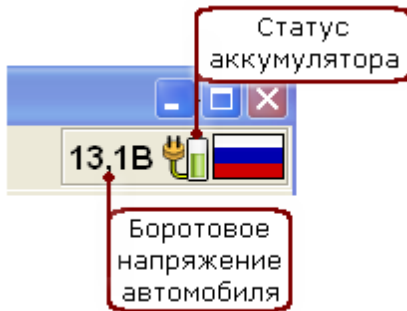 Статус
аккумулятора
13,1В
Боротовое
напряжение
автомобиля